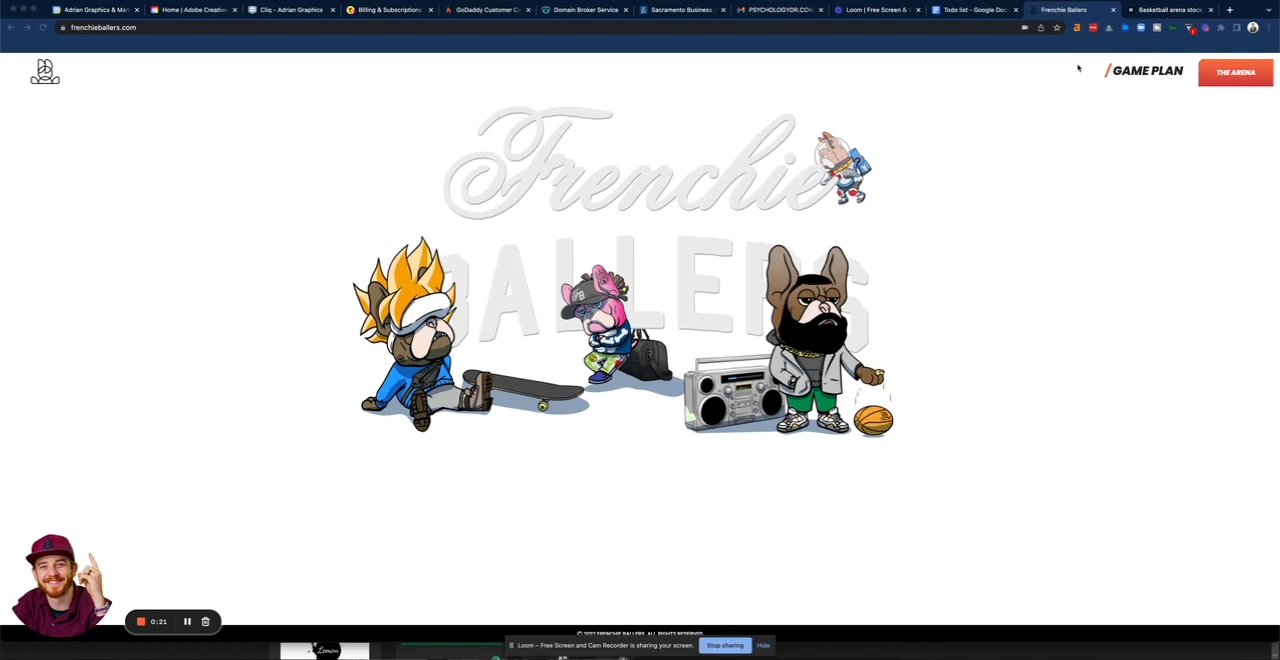 Adrian Graphics & Mark
Home | Adobe Creative
Cliq - Adrian Graphics
Billing & Subscriptions
GoDaddy Customer C
Domain Broker Service
Sacramento Business
PSYCHOLOGYDR.COM
Loom | Free Screen &
Todo list - Google Doc
Frenchie Ballers
Basketball arena stock
frenchieballers.com
/GAME PLAN
THE ARENA
Frenchie
BALLERS
0:21
© 2022 FRENCHIE BALLERS. ALL RIGHTS RESERVED
Loom – Free Screen and Cam Recorder is sharing your screen.
Stop sharing
Hide
Lemon